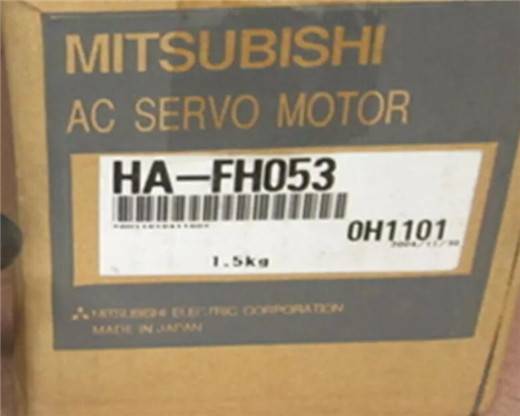 MITSUBISHI
AC SERVO MOTOR
HA-FH053
0H1101
1.5kg
MITSUBISHI ELECTRIC CORPORATION
MADE IN JAPAN